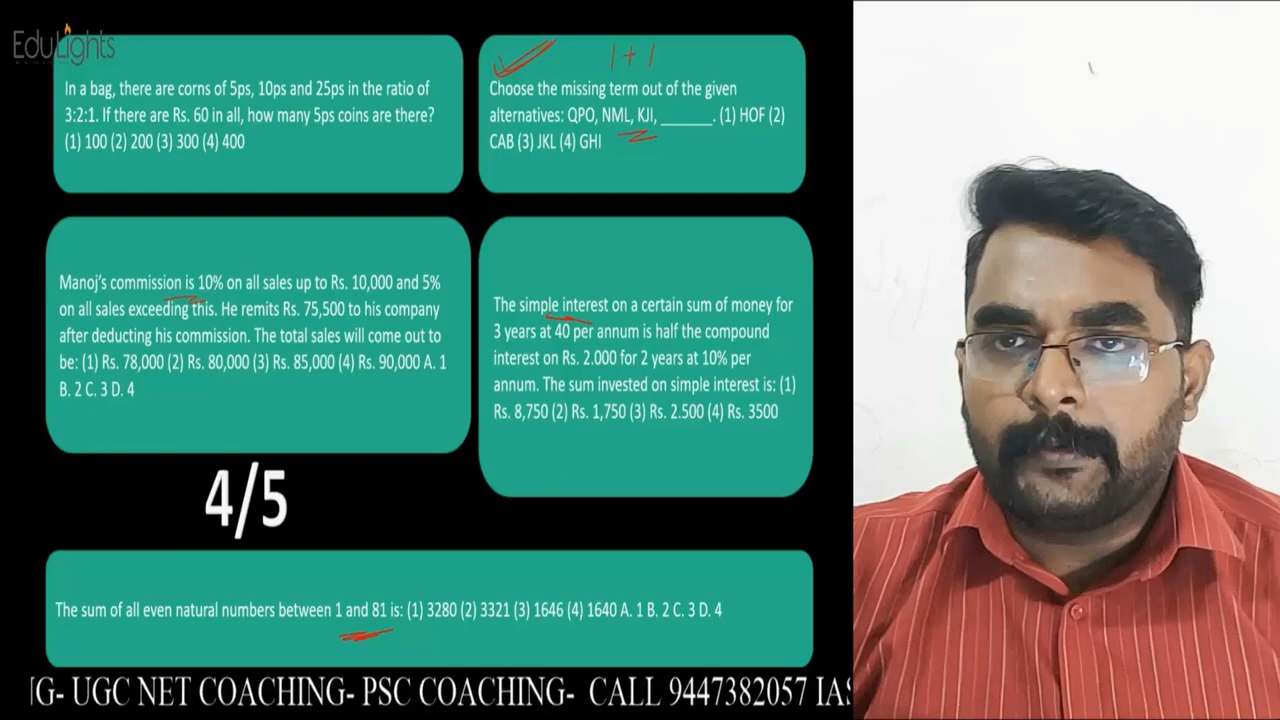 EduLights
In a bag, there are corns of 5ps, 10ps and 25ps in the ratio of
3:2:1. If there are Rs. 60 in all, how many 5ps coins are there?
(1) 100 (2) 200 (3) 300 (4) 400
1 + 1
Choose the missing term out of the given
alternatives: QPO, NML, KJI, _______. (1) HOF (2)
CAB (3) JKL (4) GHI
Manoj's commission is 10% on all sales up to Rs. 10,000 and 5%
on all sales exceeding this. He remits Rs. 75,500 to his company
after deducting his commission. The total sales will come out to
be: (1) Rs. 78,000 (2) Rs. 80,000 (3) Rs. 85,000 (4) Rs. 90,000 A. 1
B. 2 C. 3 D. 4
The simple interest on a certain sum of money for
3 years at 40 per annum is half the compound
interest on Rs. 2.000 for 2 years at 10% per
annum. The sum invested on simple interest is: (1)
Rs. 8,750 (2) Rs. 1,750 (3) Rs. 2.500 (4) Rs. 3500
4/5
The sum of all even natural numbers between 1 and 81 is: (1) 3280 (2) 3321 (3) 1646 (4) 1640 A. 1 B. 2 C. 3 D. 4
G- UGC NET COACHING- PSC COACHING- CALL 9447382057 IAS